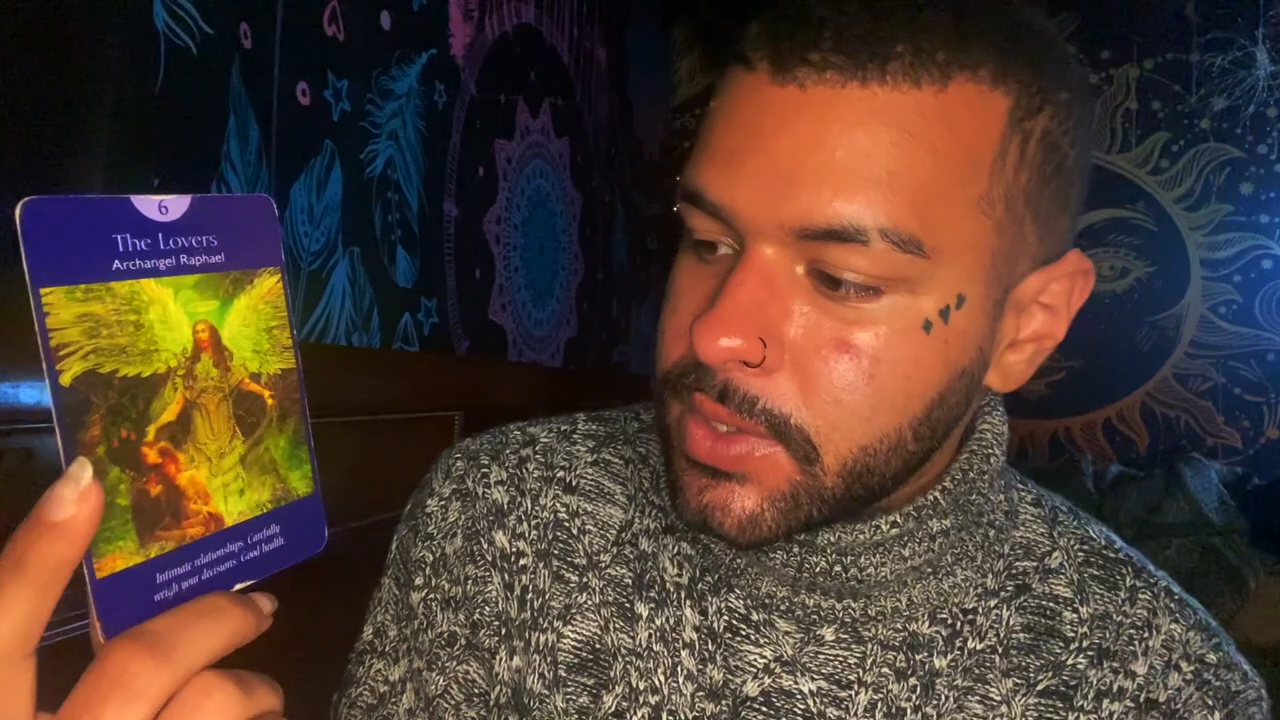 6
The Lovers
Archangel Raphael
Intimate relationships. Carefully
weigh your decisions. Good health.